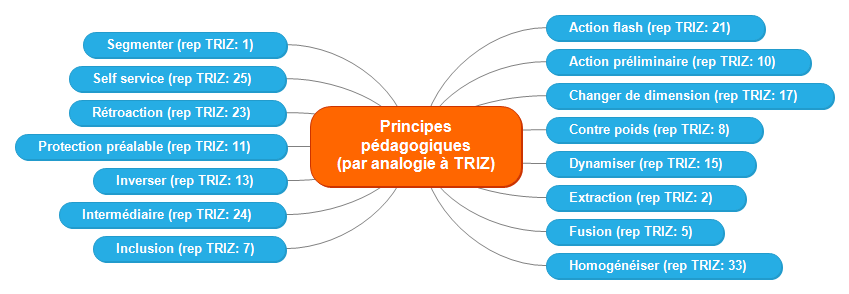 Segmenter (rep TRIZ: 1)
Self service (rep TRIZ: 25)
Rétroaction (rep TRIZ: 23)
Protection préalable (rep TRIZ: 11)
Inverser (rep TRIZ: 13)
Intermédiaire (rep TRIZ: 24)
Inclusion (rep TRIZ: 7)
Principes
pédagogiques
(par analogie à TRIZ)
Action flash (rep TRIZ: 21)
Action préliminaire (rep TRIZ: 10)
Changer de dimension (rep TRIZ: 17)
Contre poids (rep TRIZ: 8)
Dynamiser (rep TRIZ: 15)
Extraction (rep TRIZ: 2)
Fusion (rep TRIZ: 5)
Homogénéiser (rep TRIZ: 33)